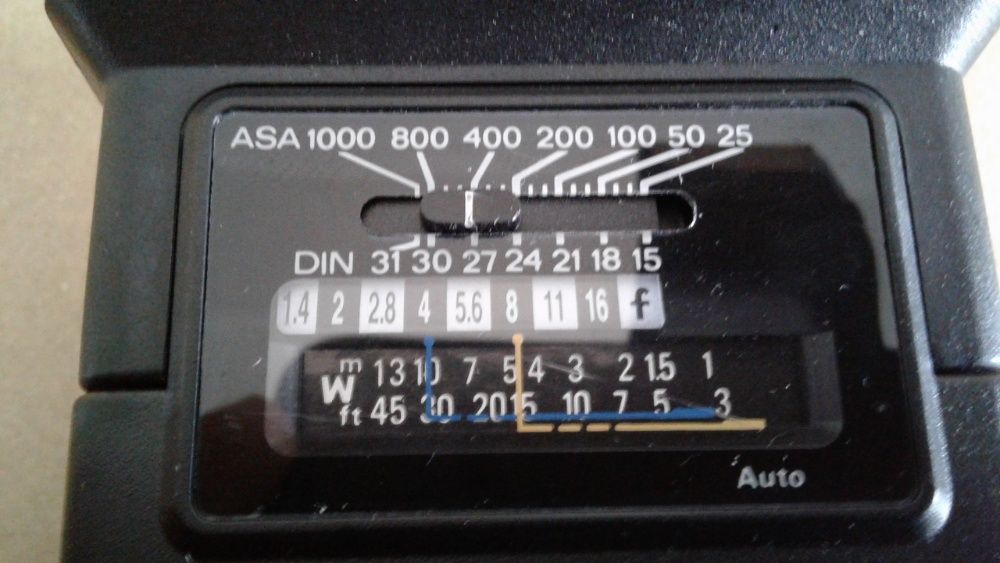 ASA 1000 800 400 200 100 50 25
DIN 31 30 27 24 21 18 15
1.4 2 2.8 4 5.6 8 11 16 f
W
m 13 10 7 5 4 3 2 1.5 1
ft 45 30 20 15 10 7 5 3
Auto